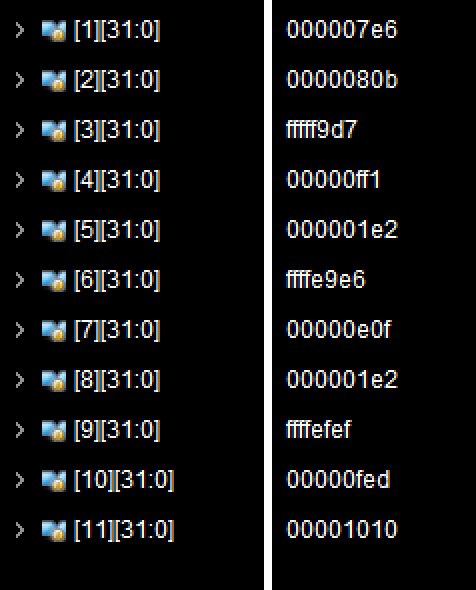 [1][31:0] 000007e6
[2][31:0] 0000080b
[3][31:0] fffff9d7
[4][31:0] 00000ff1
[5][31:0] 000001e2
[6][31:0] ffffe9e6
[7][31:0] 00000e0f
[8][31:0] 000001e2
[9][31:0] ffffefef
[10][31:0] 00000fed
[11][31:0] 00001010